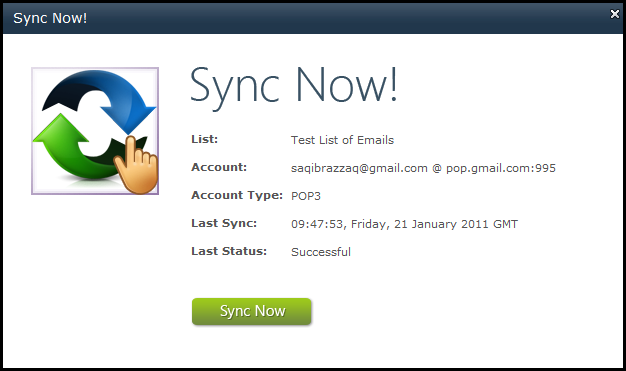 Sync Now!
Sync Now!
List: Test List of Emails
Account: saqibrazzaq@gmail.com @ pop.gmail.com:995
Account Type: POP3
Last Sync: 09:47:53, Friday, 21 January 2011 GMT
Last Status: Successful
Sync Now